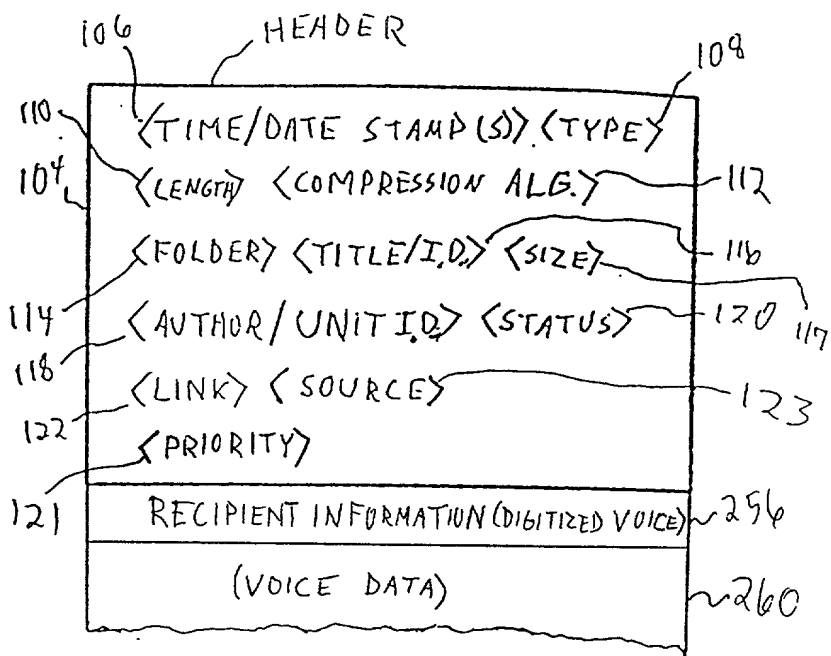 106 HEADER 108
110 <TIME/DATE STAMP(S)> <TYPE>
104 <LENGTH> <COMPRESSION ALG.> 112
<FOLDER> <TITLE/I.D.> <SIZE> 116
114 <AUTHOR/UNIT I.D.> <STATUS> 120 117
118
<LINK> <SOURCE> 123
122
<PRIORITY>
121
RECIPIENT INFORMATION (DIGITIZED VOICE) 256
(VOICE DATA) 260